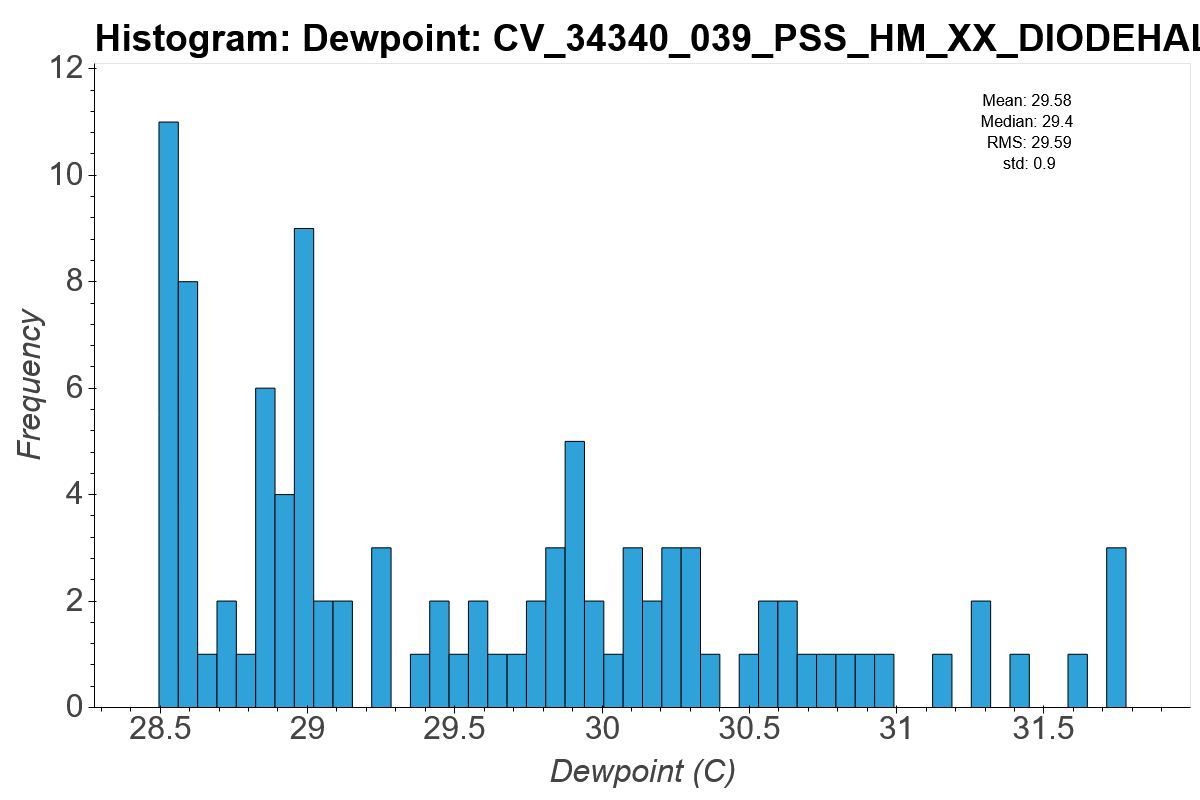 Histogram: Dewpoint: CV_34340_039_PSS_HM_XX_DIODEHAL
Mean: 29.58
Median: 29.4
RMS: 29.59
std: 0.9
12
10
8
6
4
2
0
Frequency
28.5 29 29.5 30 30.5 31 31.5
Dewpoint (C)